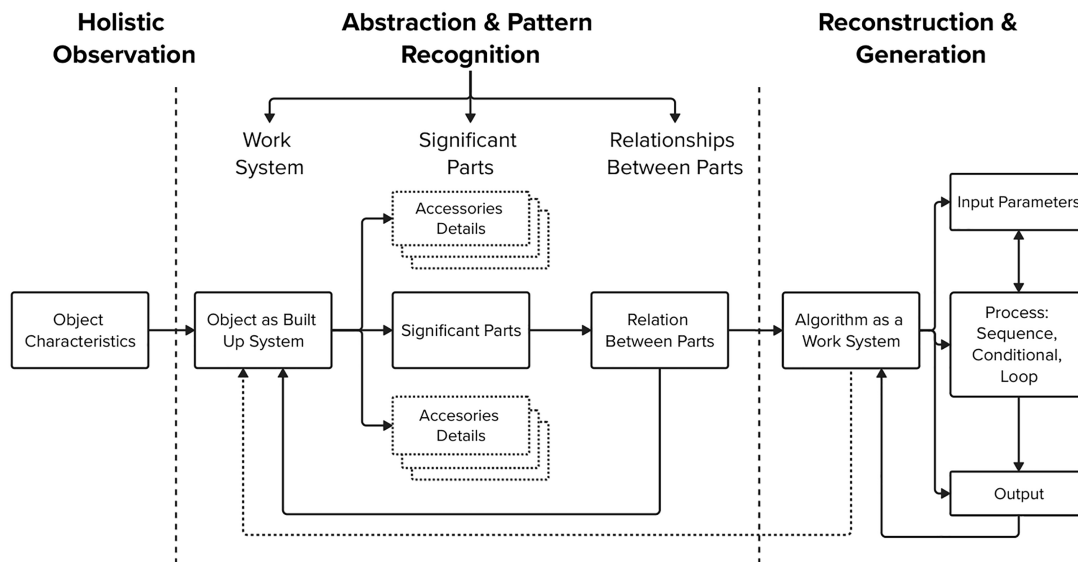 Holistic
Observation
Abstraction & Pattern
Recognition
Reconstruction &
Generation
Work
System
Significant
Parts
Relationships
Between Parts
Accessories
Details
Input Parameters
Object
Characteristics
Object as Built
Up System
Significant Parts
Relation
Between Parts
Algorithm as a
Work System
Process:
Sequence,
Conditional,
Loop
Accesories
Details
Output